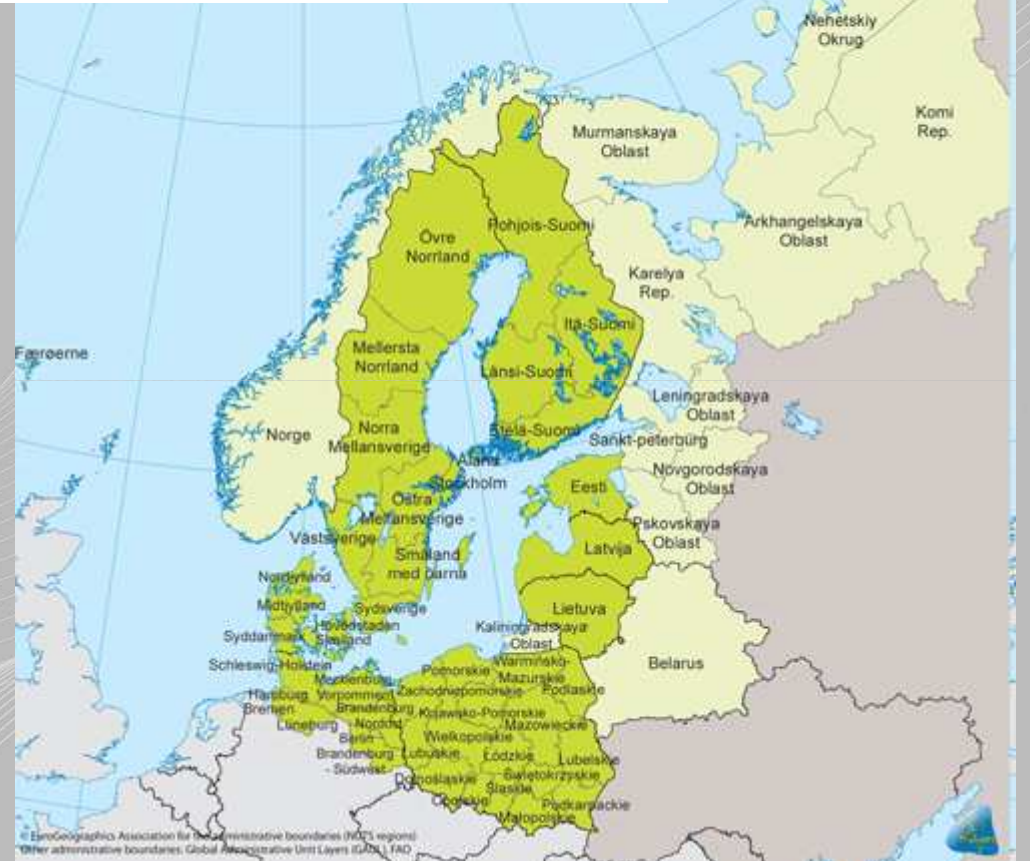 Nehetskiy
Okrug
Komi
Rep.
Murmanskaya
Oblast
Arkhangelskaya
Oblast
Pohjois-Suomi
Övre
Norrland
Karelya
Rep.
Itä-Suomi
Færøerne
Mellersta
Norrland
Länsi-Suomi
Leningradskaya
Oblast
Norge
Norra
Mellansverige
Etelä-Suomi
Sankt-peterburg
Åland
Stockholm
Novgorodskaya
Oblast
Eesti
Östra
Mellansverige
Pskovskaya
Oblast
Västsverige
Latvija
Småland
med öarna
Nordjylland
Midtjylland
Sydsverige
Lietuva
Hovedstaden
Kaliningradskaya
Oblast
Syddanmark
Sjælland
Belarus
Schleswig-Holstein
Pomorskie
Warmińsko-
Mazurskie
Mecklenburg
Vorpommern
Zachodniepomorskie
Podlaskie
Hamburg
Bremen
Brandenburg
Nordost
Kujawsko-Pomorskie
Lüneburg
Mazowieckie
Berlin
Wielkopolskie
Brandenburg
- Südwest
Lubuskie
Łódzkie
Lubelskie
Dolnośląskie
Świętokrzyskie
Śląskie
Opolskie
Podkarpackie
Małopolskie
© EuroGeographics Association for the administrative boundaries (NUTS regions)
Other administrative boundaries: Global Administrative Unit Layers (GAUL), FAO